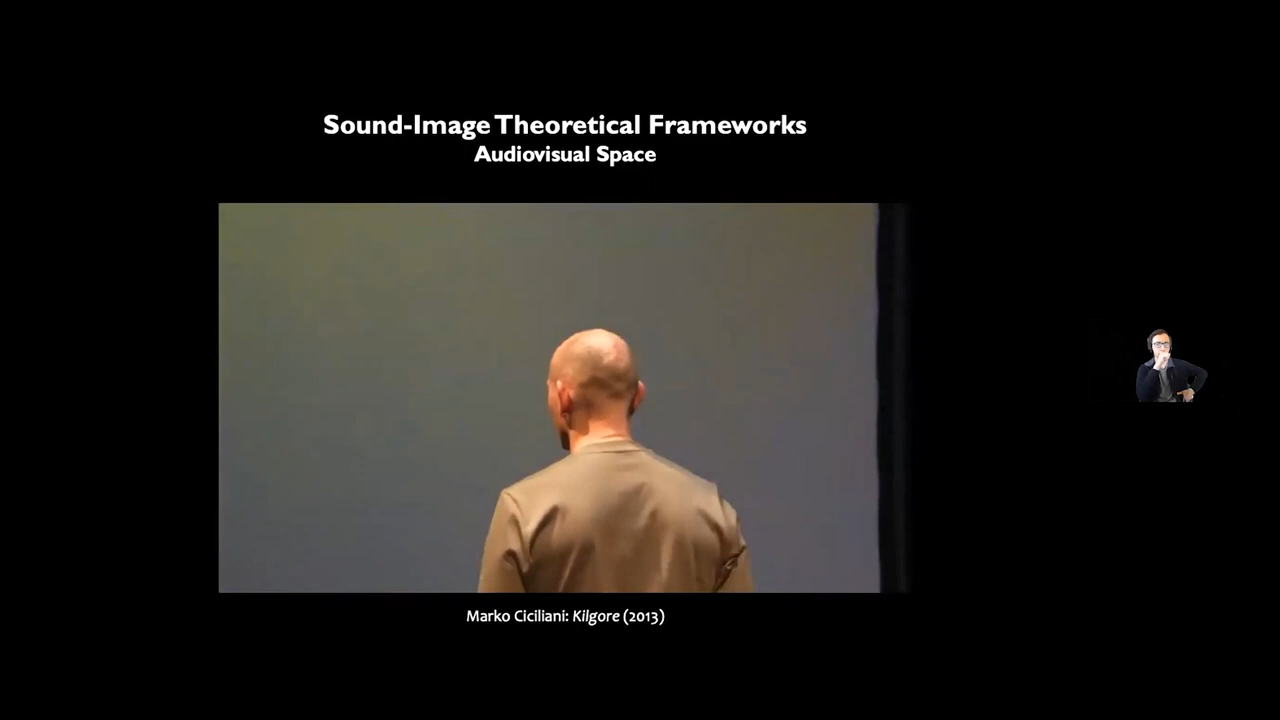 Sound-Image Theoretical Frameworks
Audiovisual Space
Marko Ciciliani: Kilgore (2013)